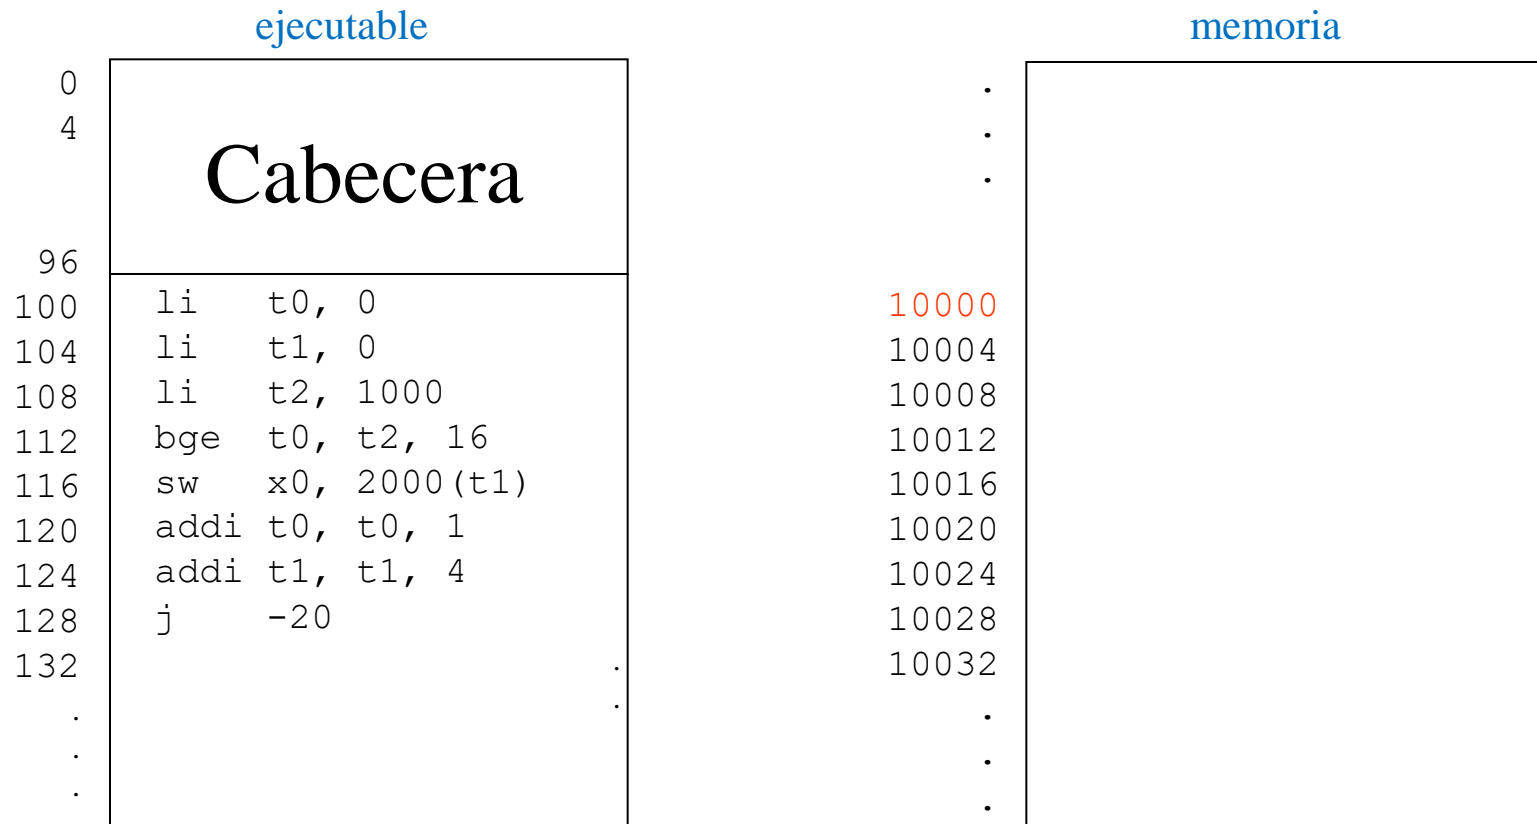 ejecutable
memoria
0
4
Cabecera
96
100 li t0, 0
104 li t1, 0
108 li t2, 1000
112 bge t0, t2, 16
116 sw x0, 2000(t1)
120 addi t0, t0, 1
124 addi t1, t1, 4
128 j -20
132 .
.
.
.
.
.
.
.
10000
10004
10008
10012
10016
10020
10024
10028
10032
.
.
.